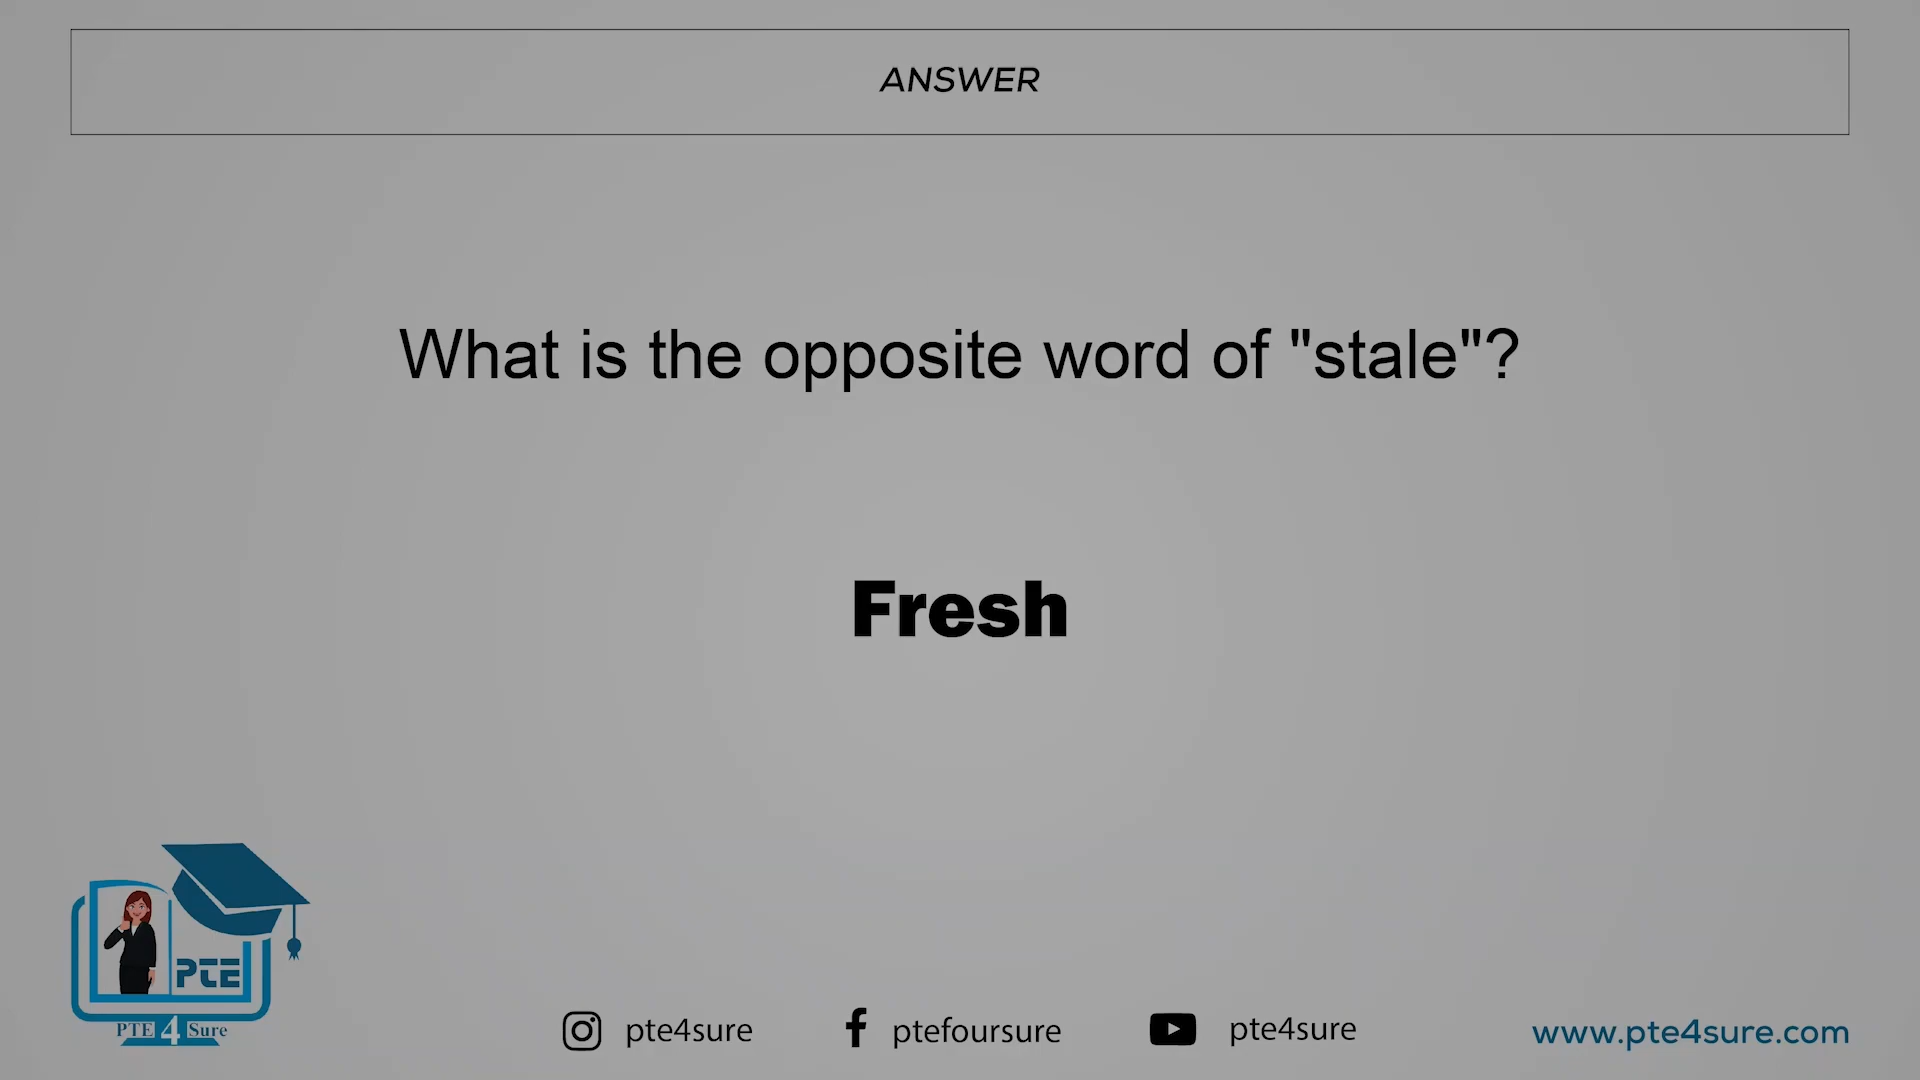 ANSWER
What is the opposite word of "stale"?
Fresh
PTE
PTE 4 Sure
pte4sure
ptefoursure
pte4sure
www.pte4sure.com